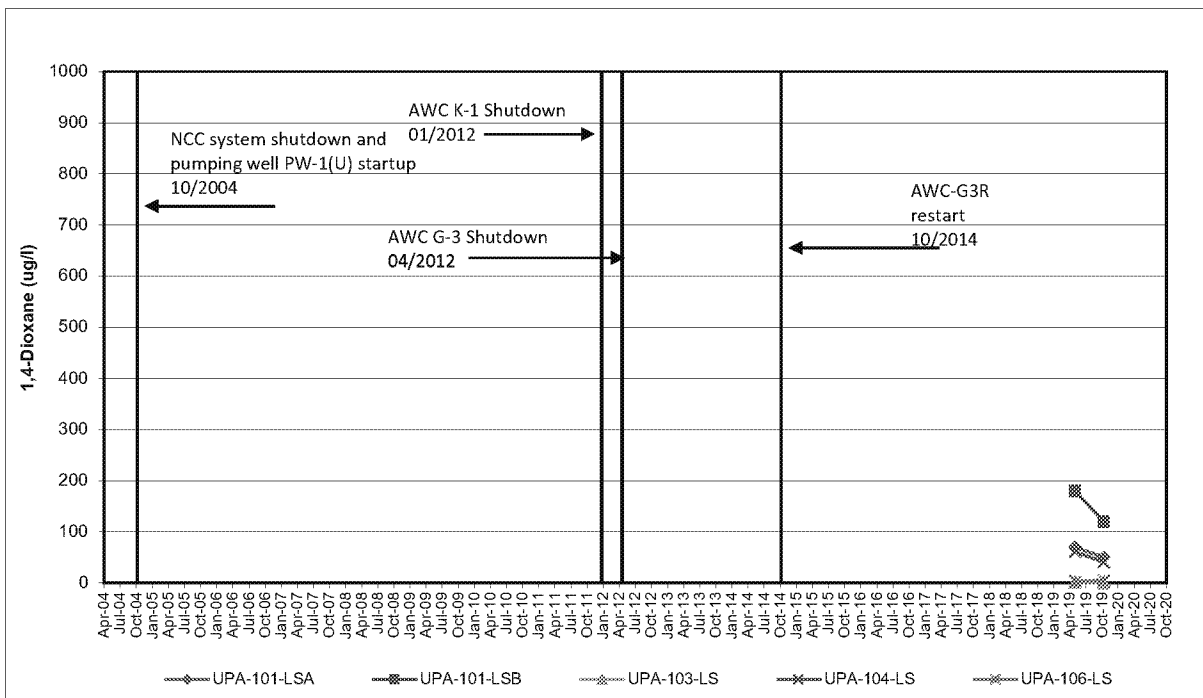 1000
900
800
700
600
500
400
300
200
100
0
1,4-Dioxane (ug/l)
AWC K-1 Shutdown
01/2012
NCC system shutdown and
pumping well PW-1(U) startup
10/2004
AWC G-3 Shutdown
04/2012
AWC-G3R
restart
10/2014
Apr-04
Jul-04
Oct-04
Jan-05
Apr-05
Jul-05
Oct-05
Jan-06
Apr-06
Jul-06
Oct-06
Jan-07
Apr-07
Jul-07
Oct-07
Jan-08
Apr-08
Jul-08
Oct-08
Jan-09
Apr-09
Jul-09
Oct-09
Jan-10
Apr-10
Jul-10
Oct-10
Jan-11
Apr-11
Jul-11
Oct-11
Jan-12
Apr-12
Jul-12
Oct-12
Jan-13
Apr-13
Jul-13
Oct-13
Jan-14
Apr-14
Jul-14
Oct-14
Jan-15
Apr-15
Jul-15
Oct-15
Jan-16
Apr-16
Jul-16
Oct-16
Jan-17
Apr-17
Jul-17
Oct-17
Jan-18
Apr-18
Jul-18
Oct-18
Jan-19
Apr-19
Jul-19
Oct-19
Jan-20
Apr-20
Jul-20
Oct-20
UPA-101-LSA
UPA-101-LSB
UPA-103-LS
UPA-104-LS
UPA-106-LS